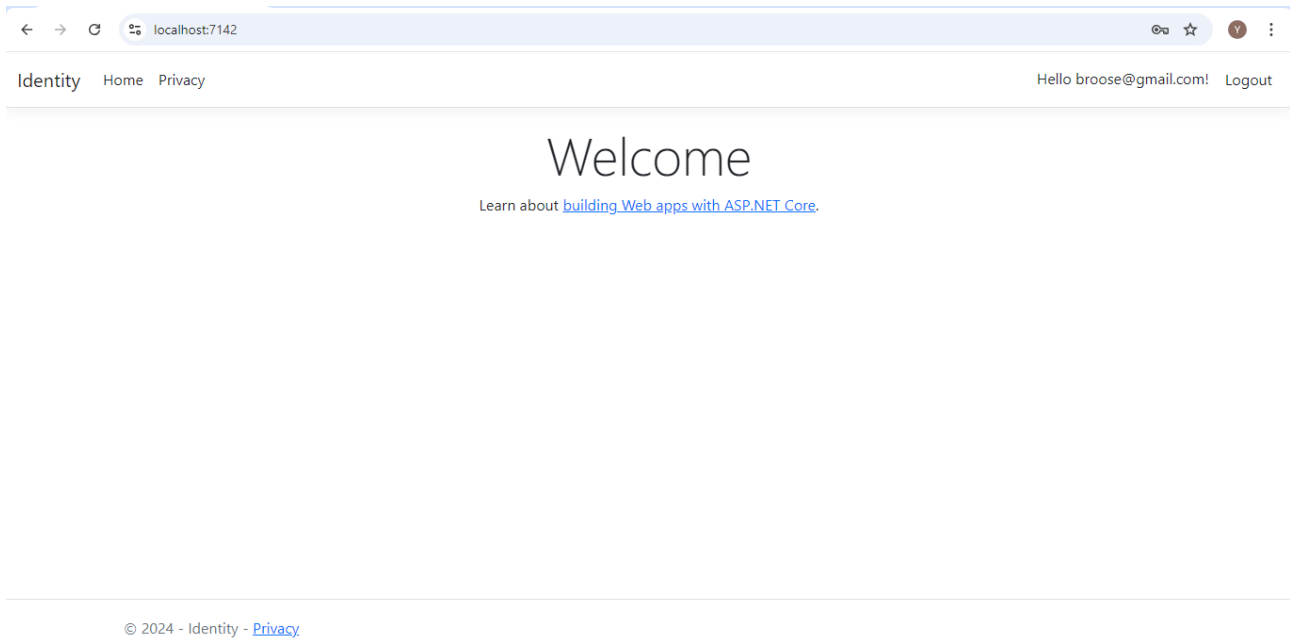 localhost:7142
Y
Identity Home Privacy Hello broose@gmail.com! Logout
Welcome
Learn about building Web apps with ASP.NET Core.
© 2024 - Identity - Privacy